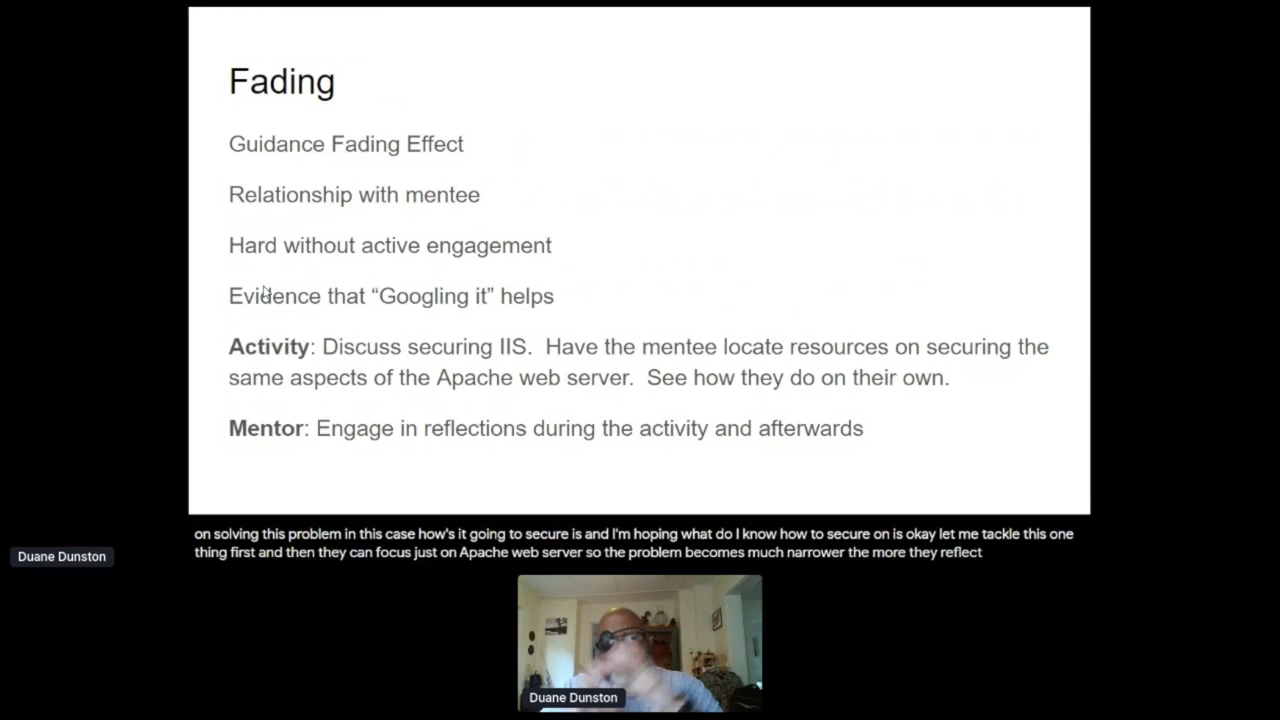 Fading
Guidance Fading Effect
Relationship with mentee
Hard without active engagement
Evidence that “Googling it” helps
Activity: Discuss securing IIS.  Have the mentee locate resources on securing the
same aspects of the Apache web server.  See how they do on their own.
Mentor: Engage in reflections during the activity and afterwards
on solving this problem in this case how's it going to secure is and I'm hoping what do I know how to secure on is okay let me tackle this one
thing first and then they can focus just on Apache web server so the problem becomes much narrower the more they reflect
Duane Dunston
Duane Dunston